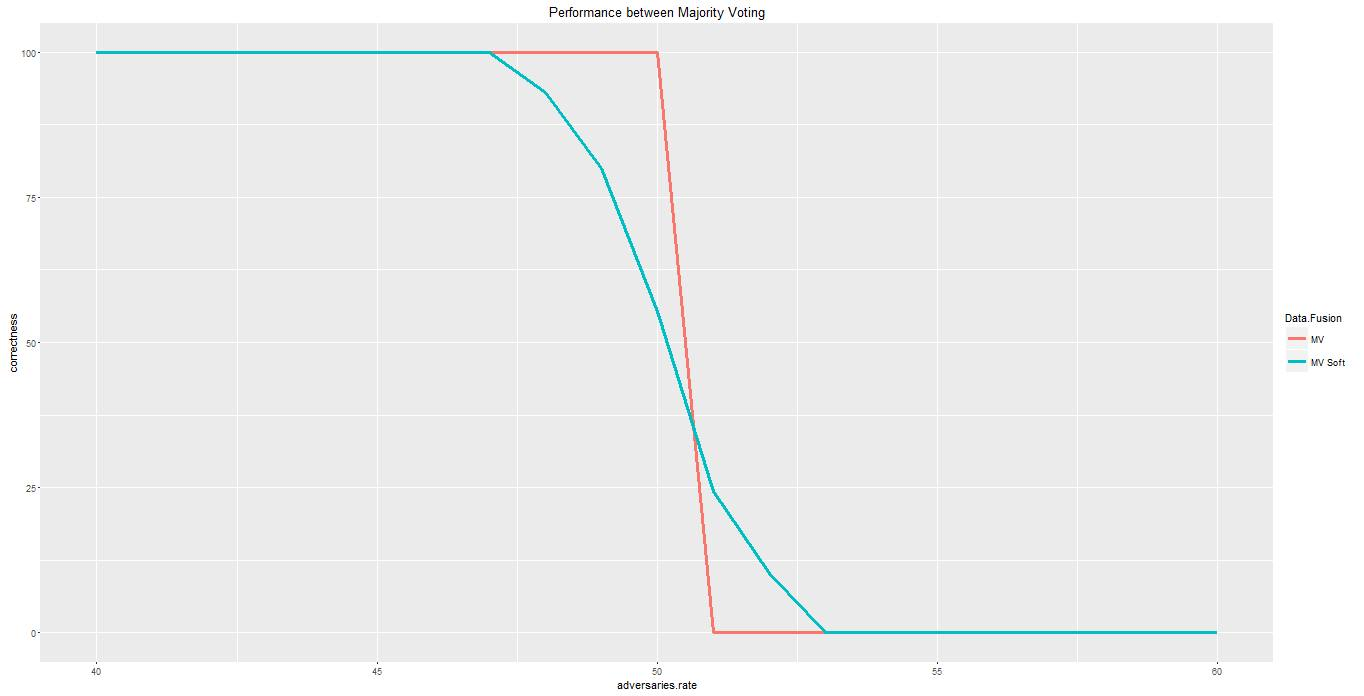 Performance between Majority Voting
100
75
50
25
0
correctness
40
45
50
55
60
adversaries.rate
Data.Fusion
MV
MV Soft